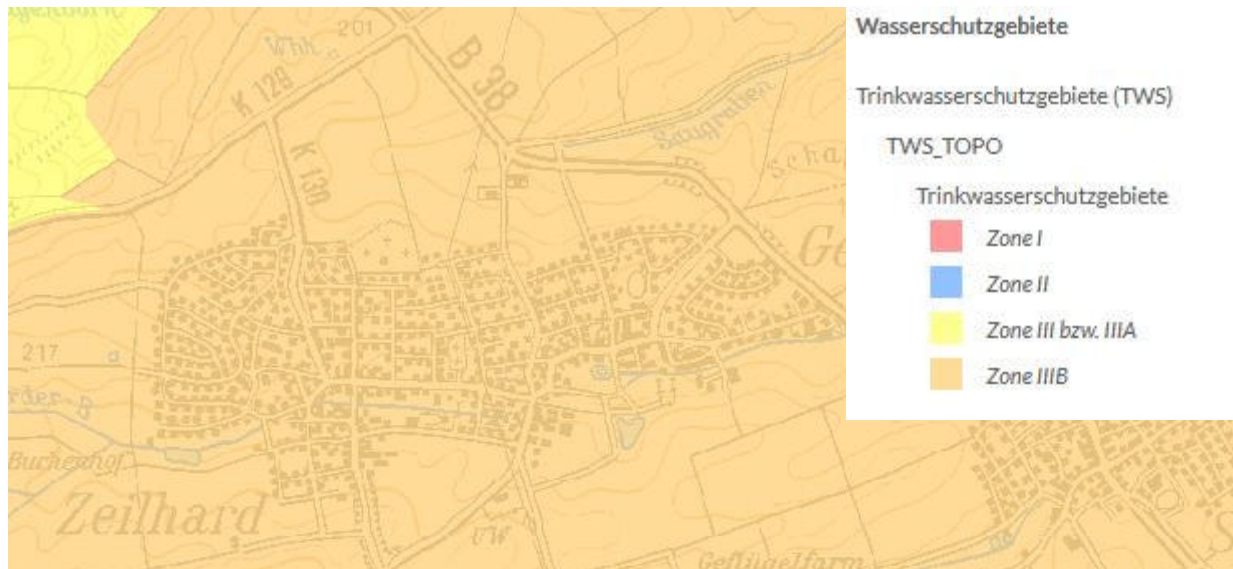 Wasserschutzgebiete
Trinkwasserschutzgebiete (TWS)
TWS_TOPO
Trinkwasserschutzgebiete
Zone I
Zone II
Zone III bzw. IIIA
Zone IIIB
201
Whh.
B 38
K 128
Saugraben
K 130
217
Buchenhof
Zeilhard
UW
Geflügelfarm